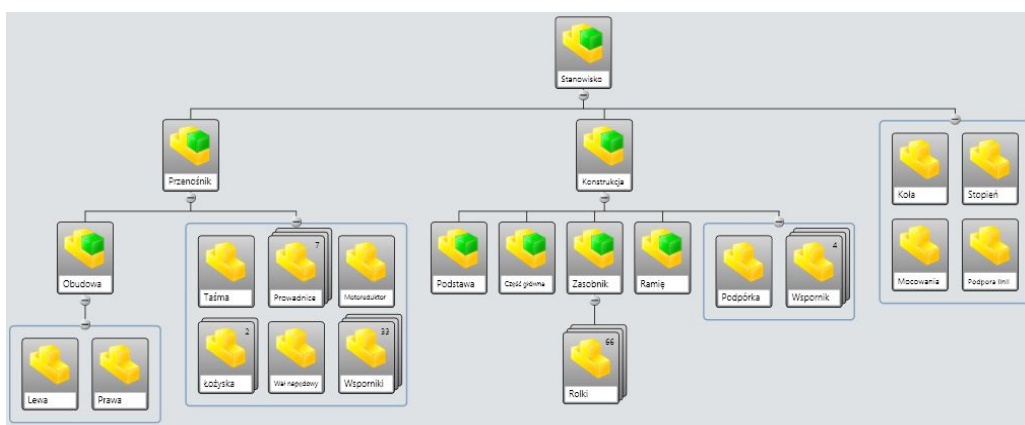 Stanowisko
Przenośnik
Konstrukcja
Koła
Stopień
Mocowania
Podpora linii
Obudowa
Taśma
7
Prowadnice
Motoreduktor
2
Łożyska
Wał napędowy
33
Wsporniki
Lewa
Prawa
Podstawa
Część główna
Zasobnik
Ramię
Podpórka
4
Wspornik
66
Rolki